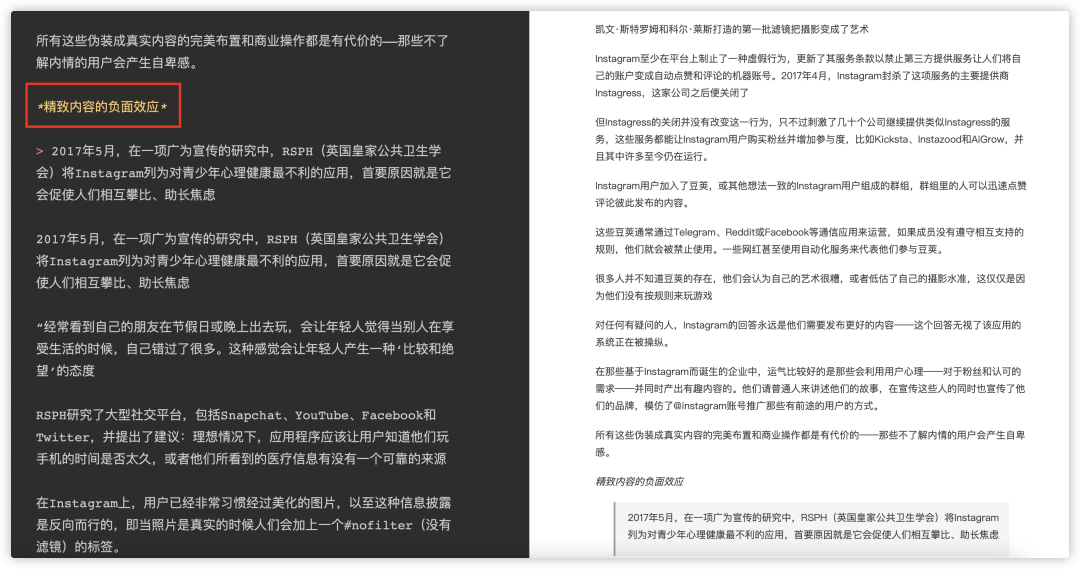 所有这些伪装成真实内容的完美布置和商业操作都是有代价的——那些不了
解内情的用户会产生自卑感。
*精致内容的负面效应*
> 2017年5月，在一项广为宣传的研究中，RSPH（英国皇家公共卫生学
会）将Instagram列为对青少年心理健康最不利的应用，首要原因就是它
会促使人们相互攀比、助长焦虑
2017年5月，在一项广为宣传的研究中，RSPH（英国皇家公共卫生学会）
将Instagram列为对青少年心理健康最不利的应用，首要原因就是它会促
使人们相互攀比、助长焦虑
“经常看到自己的朋友在节假日或晚上出去玩，会让年轻人觉得当别人在享
受生活的时候，自己错过了很多。这种感觉会让年轻人产生一种‘比较和绝
望’的态度
RSPH研究了大型社交平台，包括Snapchat、YouTube、Facebook和
Twitter，并提出了建议：理想情况下，应用程序应该让用户知道他们玩
手机的时间是否太久，或者他们所看到的医疗信息有没有一个可靠的来源
在Instagram上，用户已经非常习惯经过美化的图片，以至这种信息披露
是反向而行的，即当照片是真实的时候人们会加上一个#nofilter（没有
滤镜）的标签。
凯文·斯特罗姆和科尔·莱斯打造的第一批滤镜把摄影变成了艺术
Instagram至少在平台上制止了一种虚假行为，更新了其服务条款以禁止第三方提供服务让人们将自
己的账户变成自动点赞和评论的机器账号。2017年4月，Instagram封杀了这项服务的主要提供商
Instagress，这家公司之后便关闭了
但Instagress的关闭并没有改变这一行为，只不过刺激了几十个公司继续提供类似Instagress的服
务，这些服务都能让Instagram用户购买粉丝并增加参与度，比如Kicksta、Instazood和AiGrow，并
且其中许多至今仍在运行。
Instagram用户加入了豆荚，或其他想法一致的Instagram用户组成的群组，群组里的人可以迅速点赞
评论彼此发布的内容。
这些豆荚通常通过Telegram、Reddit或Facebook等通信应用来运营，如果成员没有遵守相互支持的
规则，他们就会被禁止使用。一些网红甚至使用自动化服务来代表他们参与豆荚。
很多人并不知道豆荚的存在，他们会认为自己的艺术很糟，或者低估了自己的摄影水准，这仅仅是因
为他们没有按规则来玩游戏
对任何有疑问的人，Instagram的回答永远是他们需要发布更好的内容——这个回答无视了该应用的
系统正在被操纵。
在那些基于Instagram而诞生的企业中，运气比较好的是那些会利用用户心理——对于粉丝和认可的
需求——并同时产出有趣内容的。他们请普通人来讲述他们的故事，在宣传这些人的同时也宣传了他
们的品牌，模仿了@instagram账号推广那些有前途的用户的方式。
所有这些伪装成真实内容的完美布置和商业操作都是有代价的——那些不了解内情的用户会产生自卑
感。
精致内容的负面效应
2017年5月，在一项广为宣传的研究中，RSPH（英国皇家公共卫生学会）将Instagram
列为对青少年心理健康最不利的应用，首要原因就是它会促使人们相互攀比、助长焦虑